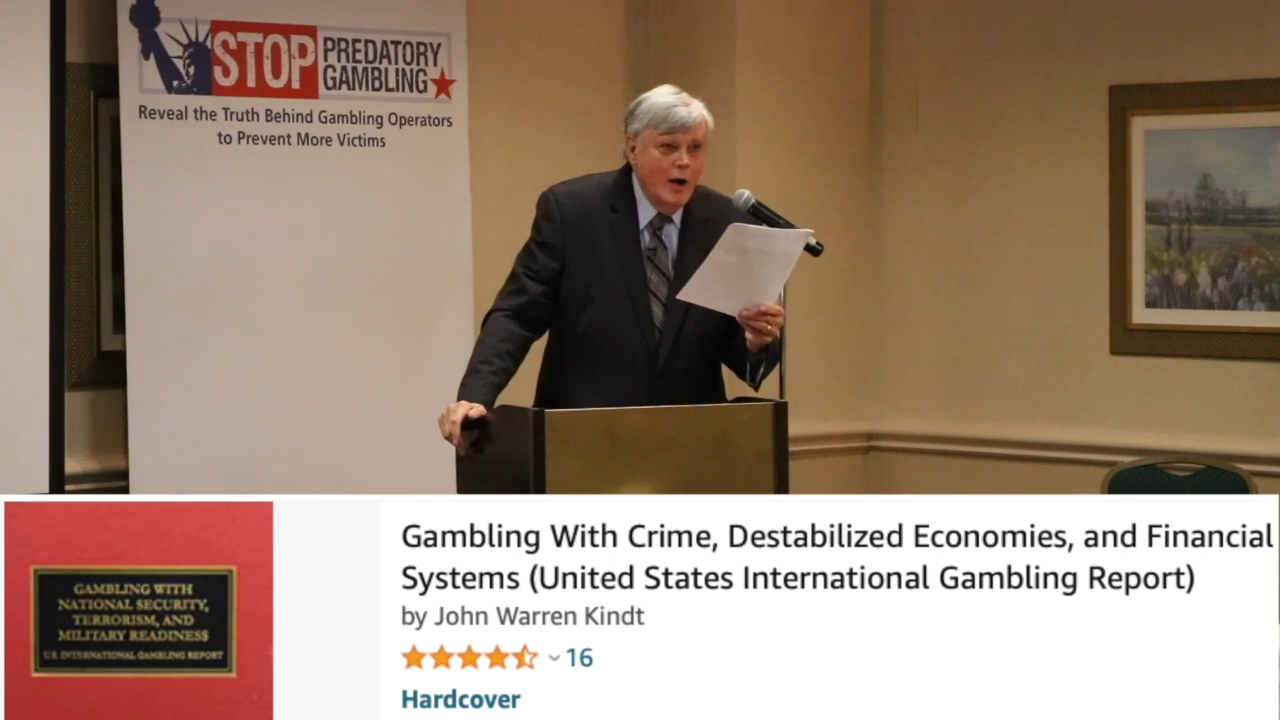 STOP PREDATORY GAMBLING
Reveal the Truth Behind Gambling Operators
to Prevent More Victims
GAMBLING WITH
NATIONAL SECURITY,
TERRORISM, AND
MILITARY READINESS
U.S. INTERNATIONAL GAMBLING REPORT
Gambling With Crime, Destabilized Economies, and Financial
Systems (United States International Gambling Report)
by John Warren Kindt
16
Hardcover